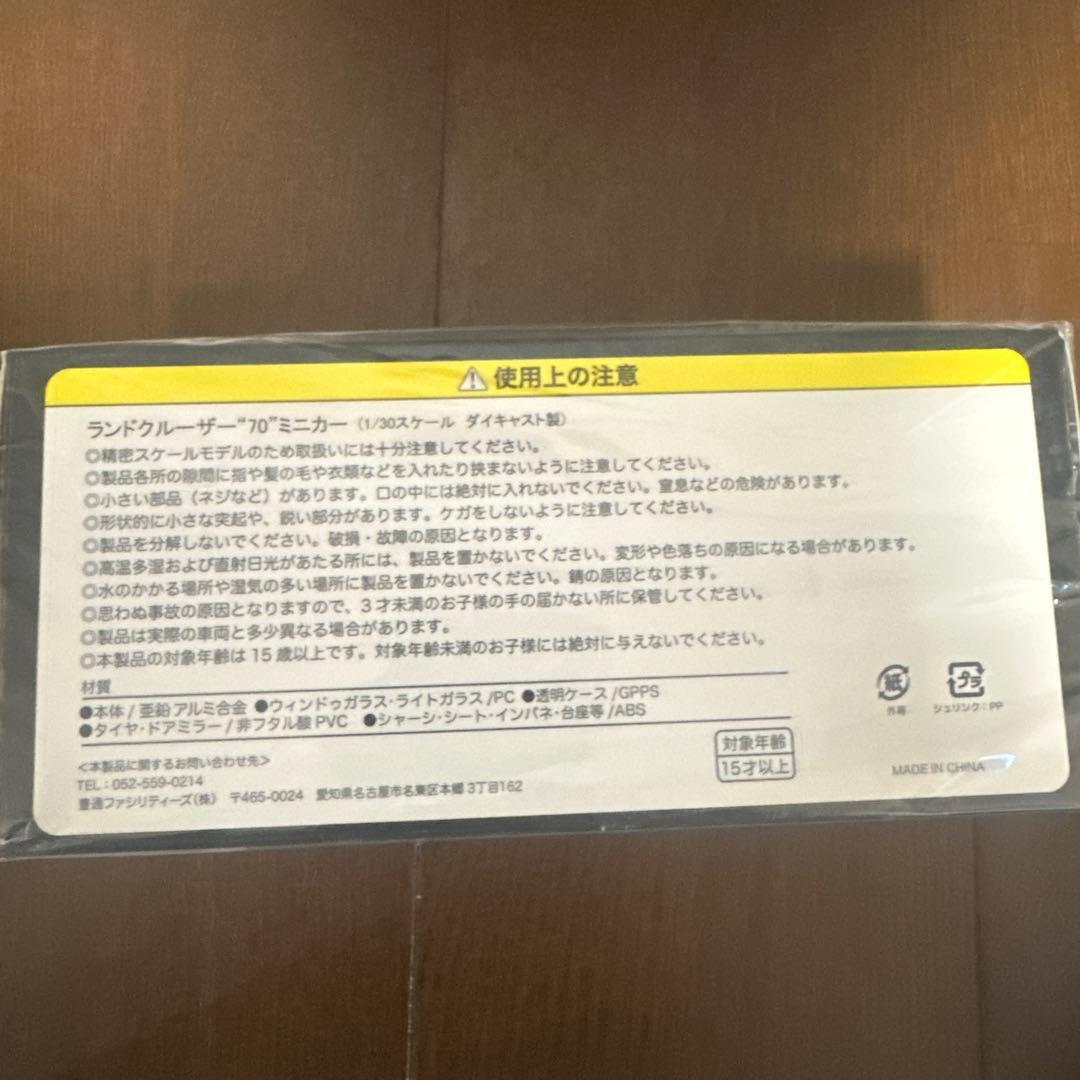 ⚠使用上の注意
ランドクルーザー“70”ミニカー（1/30スケール ダイキャスト製）
◎精密スケールモデルのため取扱いには十分注意してください。
◎製品各所の隙間に指や髪の毛や衣類などを入れたり挟まないように注意してください。
◎小さい部品（ネジなど）があります。口の中には絶対に入れないでください。窒息などの危険があります。
◎形状的に小さな突起や、鋭い部分があります。ケガをしないように注意してください。
◎製品を分解しないでください。破損・故障の原因となります。
◎高温多湿および直射日光があたる所には、製品を置かないでください。変形や色落ちの原因になる場合があります。
◎水のかかる場所や湿気の多い場所に製品を置かないでください。錆の原因となります。
◎思わぬ事故の原因となりますので、3才未満のお子様の手の届かない所に保管してください。
◎製品は実際の車両と多少異なる場合があります。
◎本製品の対象年齢は15歳以上です。対象年齢未満のお子様には絶対に与えないでください。
材質
●本体/亜鉛アルミ合金 ●ウィンドゥガラス・ライトガラス/PC ●透明ケース/GPPS
●タイヤ・ドアミラー/非フタル酸PVC ●シャーシ・シート・インパネ・台座等/ABS
紙
外箱
プラ
シュリンク：PP
＜本製品に関するお問い合わせ先＞
TEL：052-559-0214
豊通ファシリティーズ（株） 〒465-0024 愛知県名古屋市名東区本郷3丁目162
対象年齢
15才以上
MADE IN CHINA